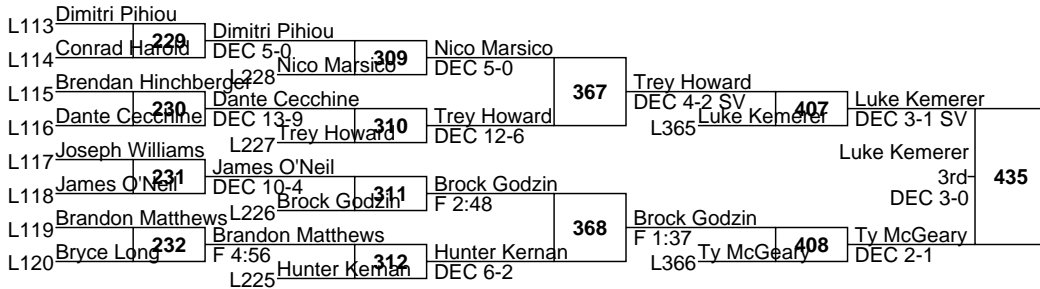 L113 Dimitri Pihiou
229 Dimitri Pihiou
L114 Conrad Harold
DEC 5-0
309 Nico Marsico
L228 Nico Marsico
DEC 5-0
L115 Brendan Hinchberger
230 Dante Cecchine
L116 Dante Cecchine
DEC 13-9
310 Trey Howard
L227 Trey Howard
DEC 12-6
367 Trey Howard
DEC 4-2 SV
407 Luke Kemerer
L365 Luke Kemerer
DEC 3-1 SV
L117 Joseph Williams
231 James O'Neil
L118 James O'Neil
DEC 10-4
311 Brock Godzin
L226 Brock Godzin
F 2:48
L119 Brandon Matthews
232 Brandon Matthews
L120 Bryce Long
F 4:56
312 Hunter Kernan
L225 Hunter Kernan
DEC 6-2
368 Brock Godzin
F 1:37
408 Ty McGeary
L366 Ty McGeary
DEC 2-1
Luke Kemerer
3rd 435
DEC 3-0